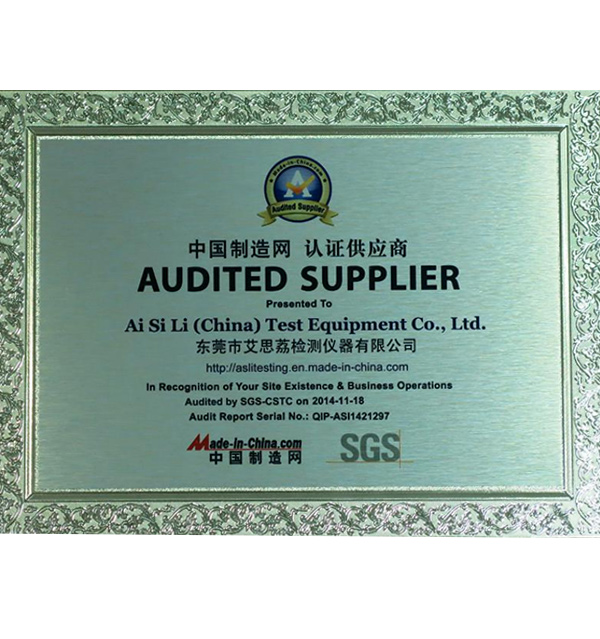 Made-in-China.com
Audited Supplier
中国制造网 认证供应商
AUDITED SUPPLIER
Presented To
Ai Si Li (China) Test Equipment Co., Ltd.
东莞市艾思荔检测仪器有限公司
http://aslitesting.en.made-in-china.com
In Recognition of Your Site Existence & Business Operations
Audited by SGS-CSTC on 2014-11-18
Audit Report Serial No.: QIP-ASI1421297
Made-in-China.com
中国制造网
SGS